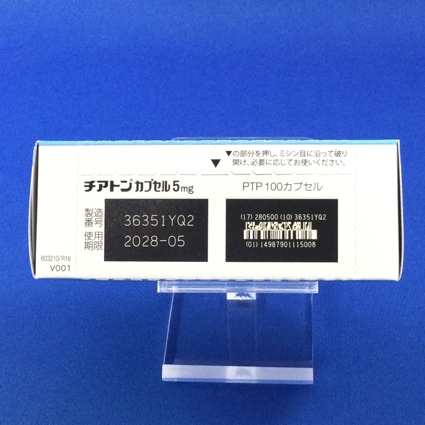 ▼の部分を押し、ミシン目に沿って破り
開け、必要に応じてお使いください。
チアトンカプセル5mg
PTP 100カプセル
製造番号 36351YQ2
使用期限 2028-05
(17) 280500 (10) 36351YQ2
(01) 14987901115008
603210/R16
V001